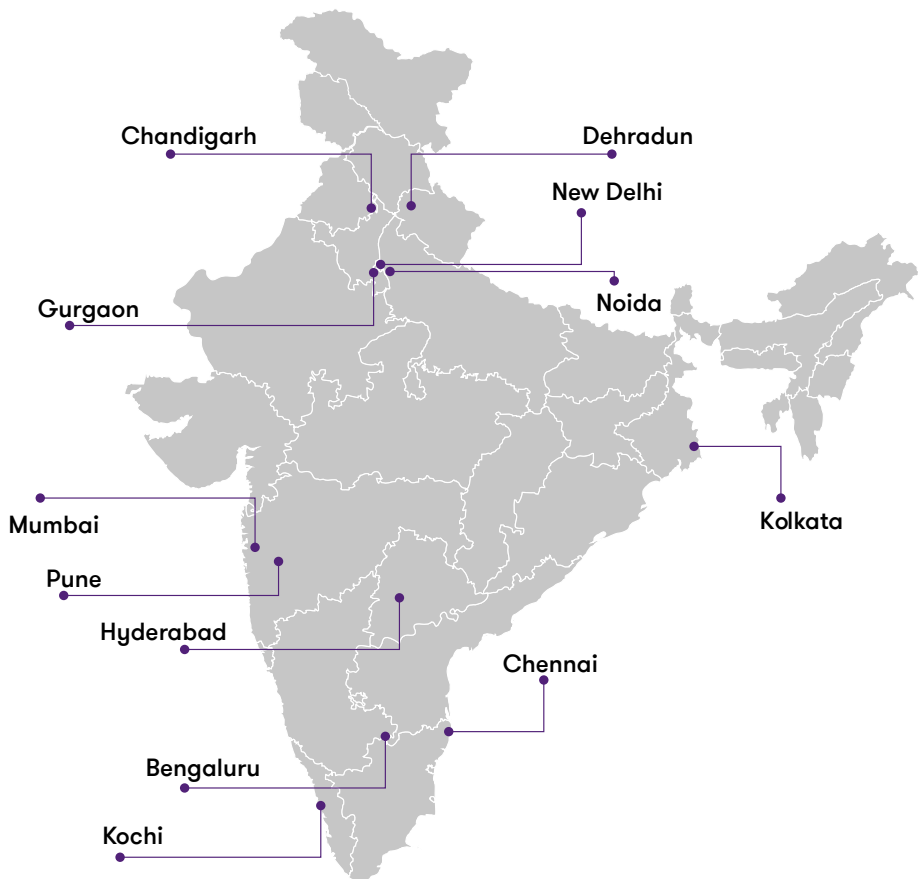 Chandigarh
Dehradun
New Delhi
Noida
Gurgaon
Mumbai
Kolkata
Pune
Hyderabad
Chennai
Bengaluru
Kochi